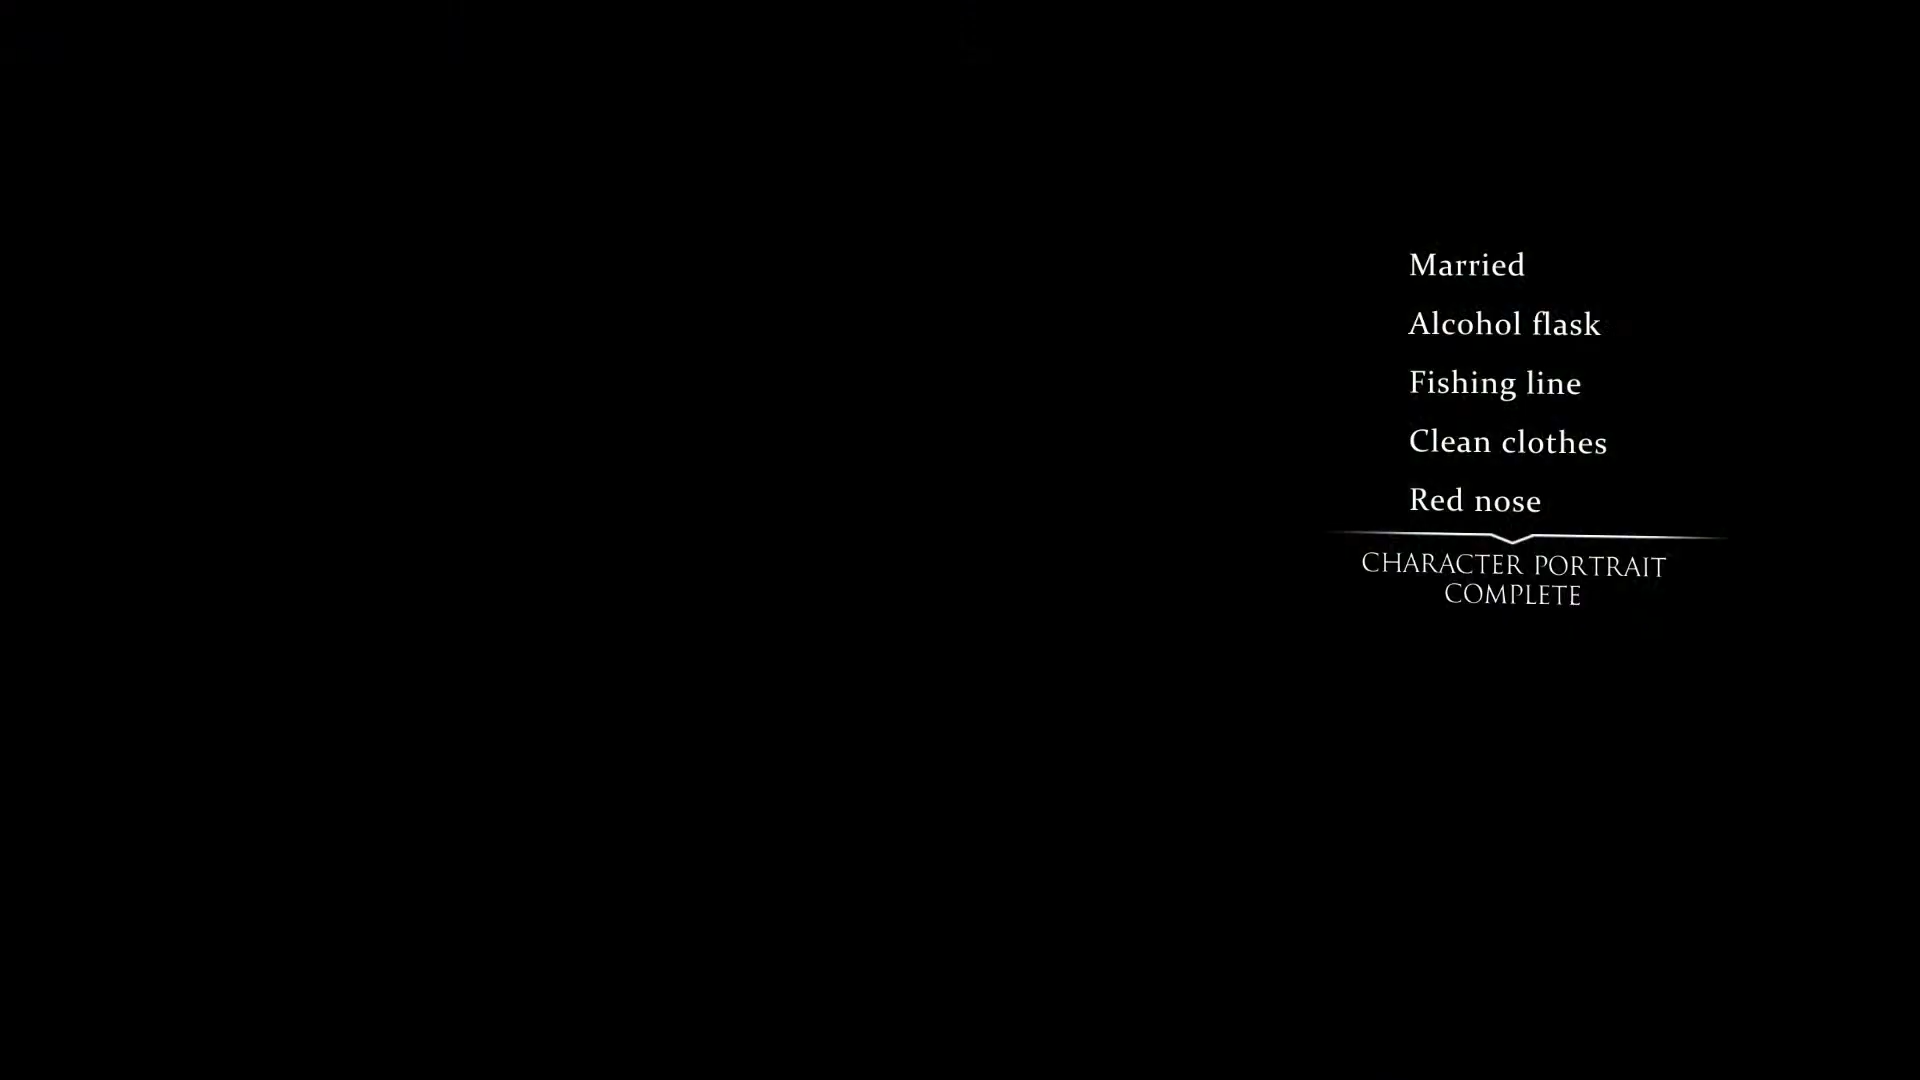 Married
Alcohol flask
Fishing line
Clean clothes
Red nose
CHARACTER PORTRAIT
COMPLETE